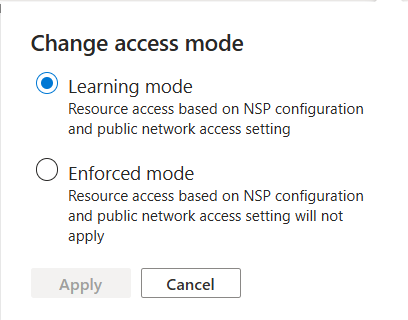 Change access mode
Learning mode
Resource access based on NSP configuration
and public network access setting
Enforced mode
Resource access based on NSP configuration
and public network access setting will not
apply
Apply
Cancel